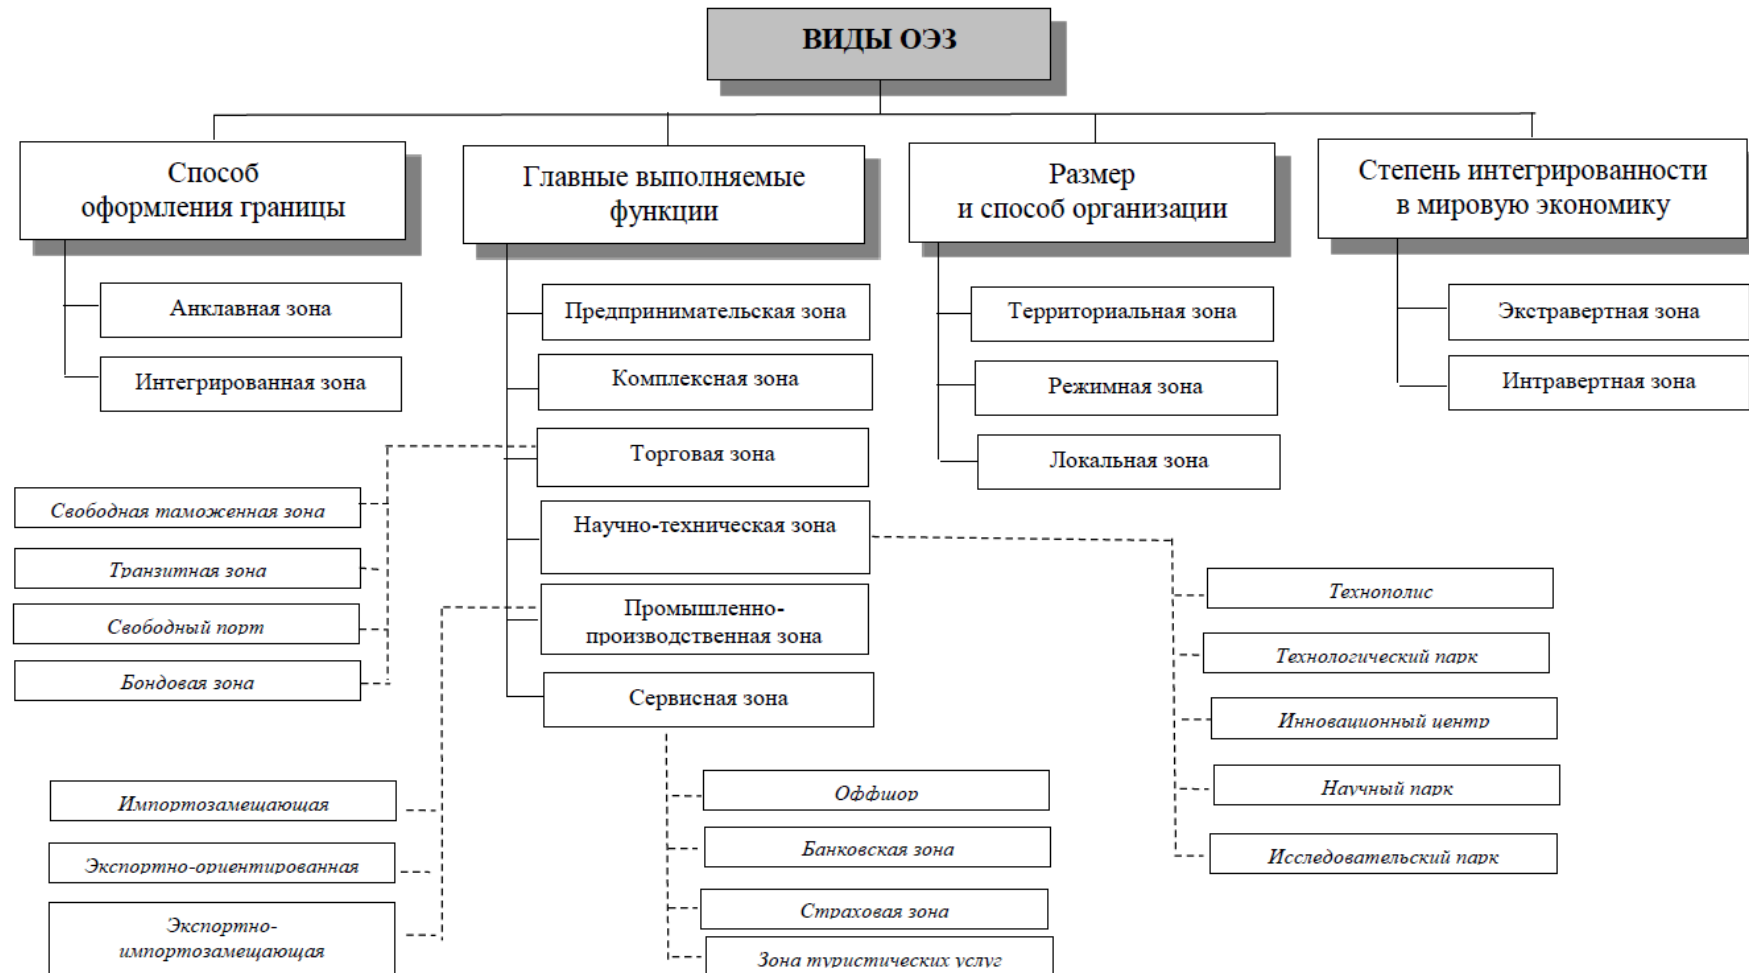 ВИДЫ ОЭЗ
Способ
оформления границы
Главные выполняемые
функции
Размер
и способ организации
Степень интегрированности
в мировую экономику
Анклавная зона
Интегрированная зона
Предпринимательская зона
Комплексная зона
Торговая зона
Научно-техническая зона
Промышленно-
производственная зона
Сервисная зона
Территориальная зона
Режимная зона
Локальная зона
Экстравертная зона
Интравертная зона
Свободная таможенная зона
Транзитная зона
Свободный порт
Бондовая зона
Импортозамещающая
Экспортно-ориентированная
Экспортно-
импортозамещающая
Оффшор
Банковская зона
Страховая зона
Зона туристических услуг
Технополис
Технологический парк
Инновационный центр
Научный парк
Исследовательский парк